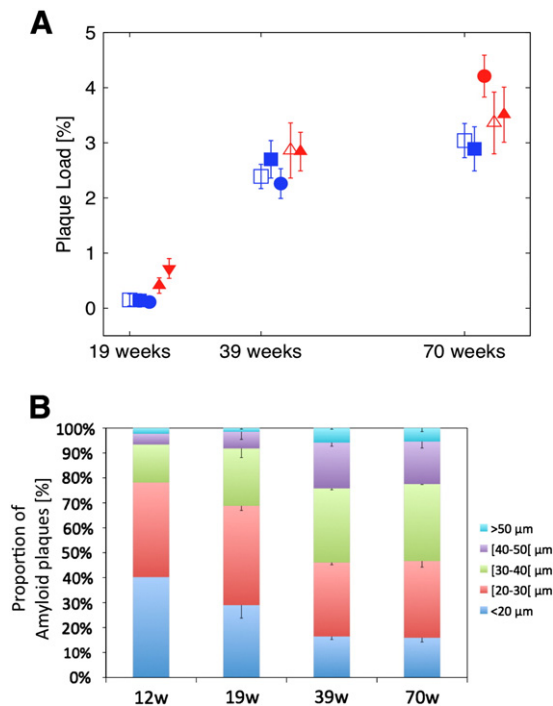 A
Plaque Load [%]
5
4
3
2
1
0
19 weeks
39 weeks
70 weeks
B
Proportion of
Amyloid plaques [%]
100%
90%
80%
70%
60%
50%
40%
30%
20%
10%
0%
12w
19w
39w
70w
>50 µm
[40-50[ µm
[30-40[ µm
[20-30[ µm
<20 µm